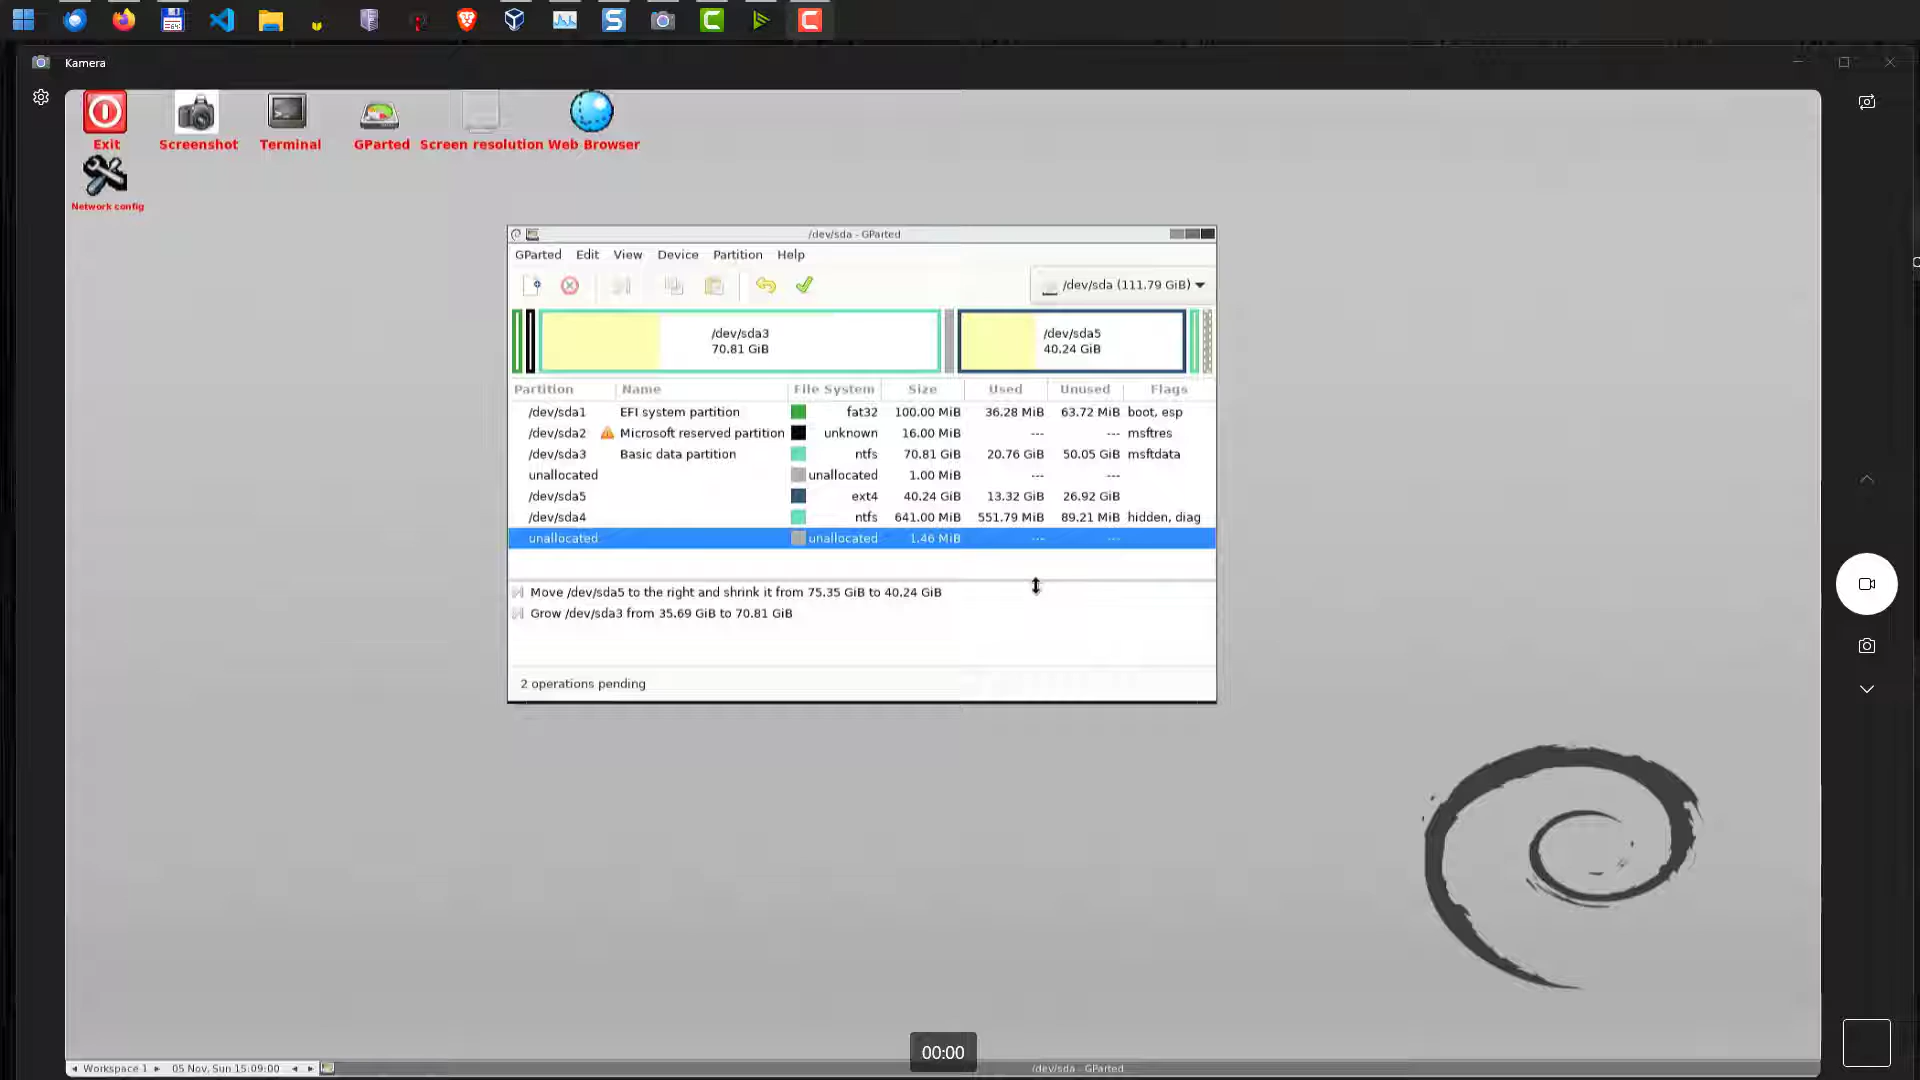 Kamera
Exit
Screenshot
Terminal
GParted
Screen resolution
Web Browser
Network config
/dev/sda - GParted
GParted Edit View Device Partition Help
/dev/sda (111.79 GiB)
/dev/sda3
70.81 GiB
/dev/sda5
40.24 GiB
Partition Name File System Size Used Unused Flags
/dev/sda1 EFI system partition fat32 100.00 MiB 36.28 MiB 63.72 MiB boot, esp
/dev/sda2 Microsoft reserved partition unknown 16.00 MiB --- --- msftres
/dev/sda3 Basic data partition ntfs 70.81 GiB 20.76 GiB 50.05 GiB msftdata
unallocated unallocated 1.00 MiB --- ---
/dev/sda5 ext4 40.24 GiB 13.32 GiB 26.92 GiB
/dev/sda4 ntfs 641.00 MiB 551.79 MiB 89.21 MiB hidden, diag
unallocated unallocated 1.46 MiB --- ---
Move /dev/sda5 to the right and shrink it from 75.35 GiB to 40.24 GiB
Grow /dev/sda3 from 35.69 GiB to 70.81 GiB
2 operations pending
00:00
Workspace 1 05 Nov, Sun 15:09:00 /dev/sda - GParted